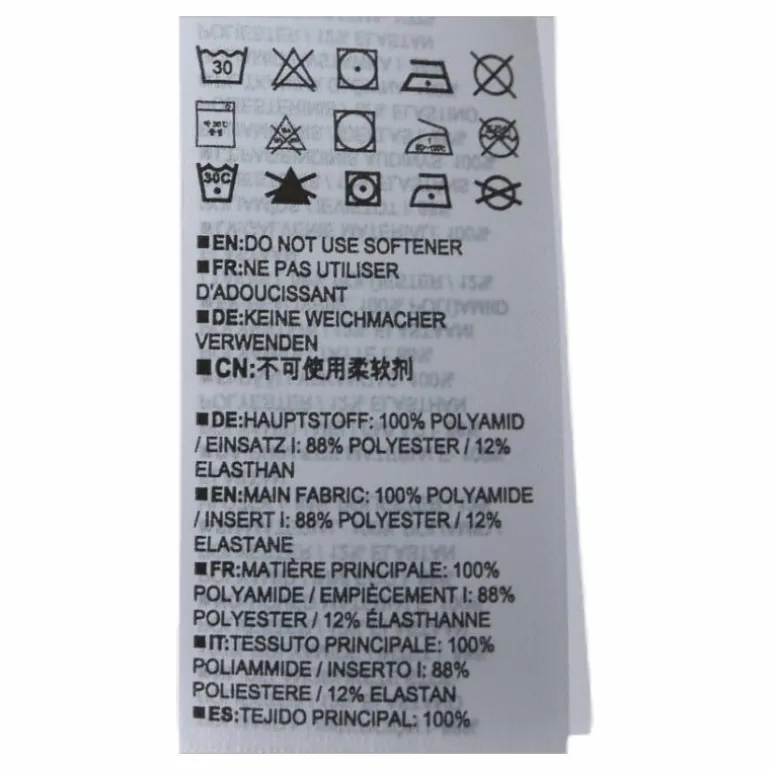 30
30C
■EN:DO NOT USE SOFTENER
■FR:NE PAS UTILISER
D'ADOUCISSANT
■DE:KEINE WEICHMACHER
VERWENDEN
■CN:不可使用柔软剂
■DE:HAUPTSTOFF: 100% POLYAMID
/ EINSATZ I: 88% POLYESTER / 12%
ELASTHAN
■EN:MAIN FABRIC: 100% POLYAMIDE
/ INSERT I: 88% POLYESTER / 12%
ELASTANE
■FR:MATIÈRE PRINCIPALE: 100%
POLYAMIDE / EMPIÈCEMENT I: 88%
POLYESTER / 12% ÉLASTHANNE
■IT:TESSUTO PRINCIPALE: 100%
POLIAMMIDE / INSERTO I: 88%
POLIESTERE / 12% ELASTAN
■ES:TEJIDO PRINCIPAL: 100%